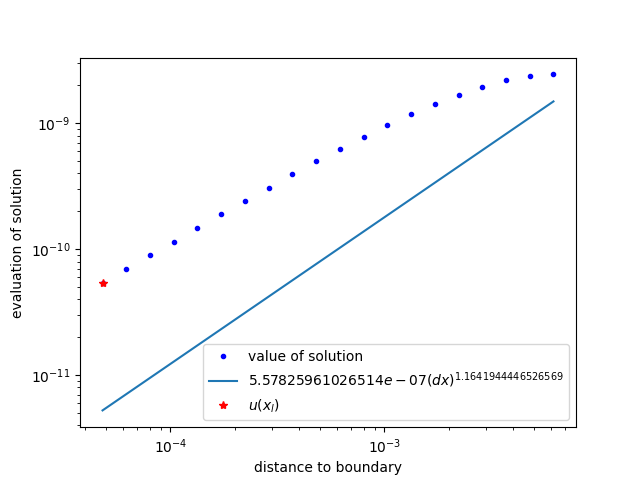 evaluation of solution
10⁻⁹
10⁻¹⁰
10⁻¹¹
value of solution
5.57825961026514e − 07(dx)^1.1641944446526569
u(x_l)
10⁻⁴
10⁻³
distance to boundary